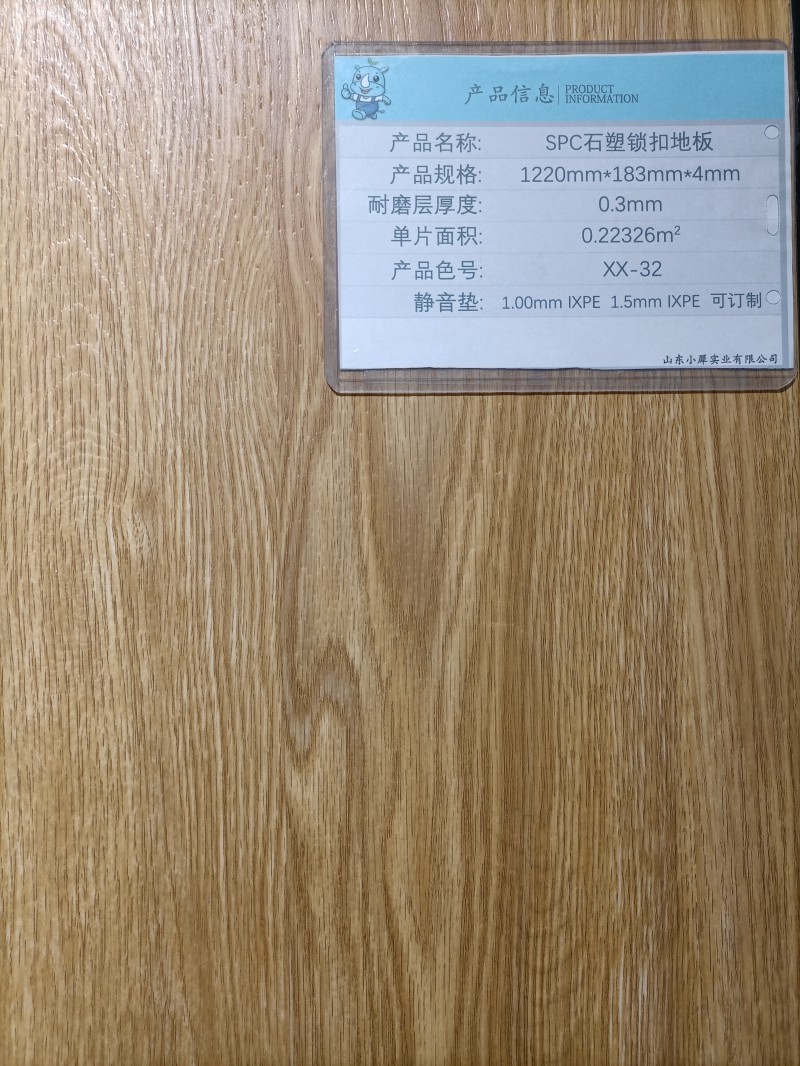 产品信息 PRODUCT INFORMATION
产品名称: SPC石塑锁扣地板
产品规格: 1220mm*183mm*4mm
耐磨层厚度: 0.3mm
单片面积: 0.22326m²
产品色号: XX-32
静音垫: 1.00mm IXPE 1.5mm IXPE 可订制
山东小犀实业有限公司